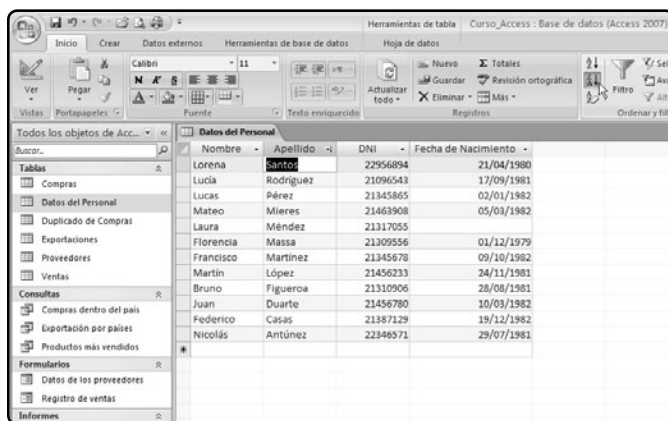 Herramientas de tabla Curso_Access : Base de datos (Access 2007)
Inicio Crear Datos externos Herramientas de base de datos Hoja de datos
Ver
Vistas
Pegar
Portapapeles
Calibri 11
N K S
A
Fuente
Texto enriquecido
Actualizar todo
Nuevo
Guardar
Eliminar
Totales
Revisión ortográfica
Más
Registros
Filtro
Ordenar y fil
Todos los objetos de Acc...
Buscar...
Tablas
Compras
Datos del Personal
Duplicado de Compras
Exportaciones
Proveedores
Ventas
Consultas
Compras dentro del país
Exportación por países
Productos más vendidos
Formularios
Datos de los proveedores
Registro de ventas
Informes
Datos del Personal
Nombre Apellido DNI Fecha de Nacimiento
Lorena Santos 22956894 21/04/1980
Lucía Rodríguez 21096543 17/09/1981
Lucas Pérez 21345865 02/01/1982
Mateo Mieres 21463908 05/03/1982
Laura Méndez 21317055
Florencia Massa 21309556 01/12/1979
Francisco Martínez 21345678 09/10/1982
Martín López 21456233 24/11/1981
Bruno Figueroa 21310906 28/08/1981
Juan Duarte 21456780 10/03/1982
Federico Casas 21387129 19/12/1982
Nicolás Antúnez 22346571 29/07/1981